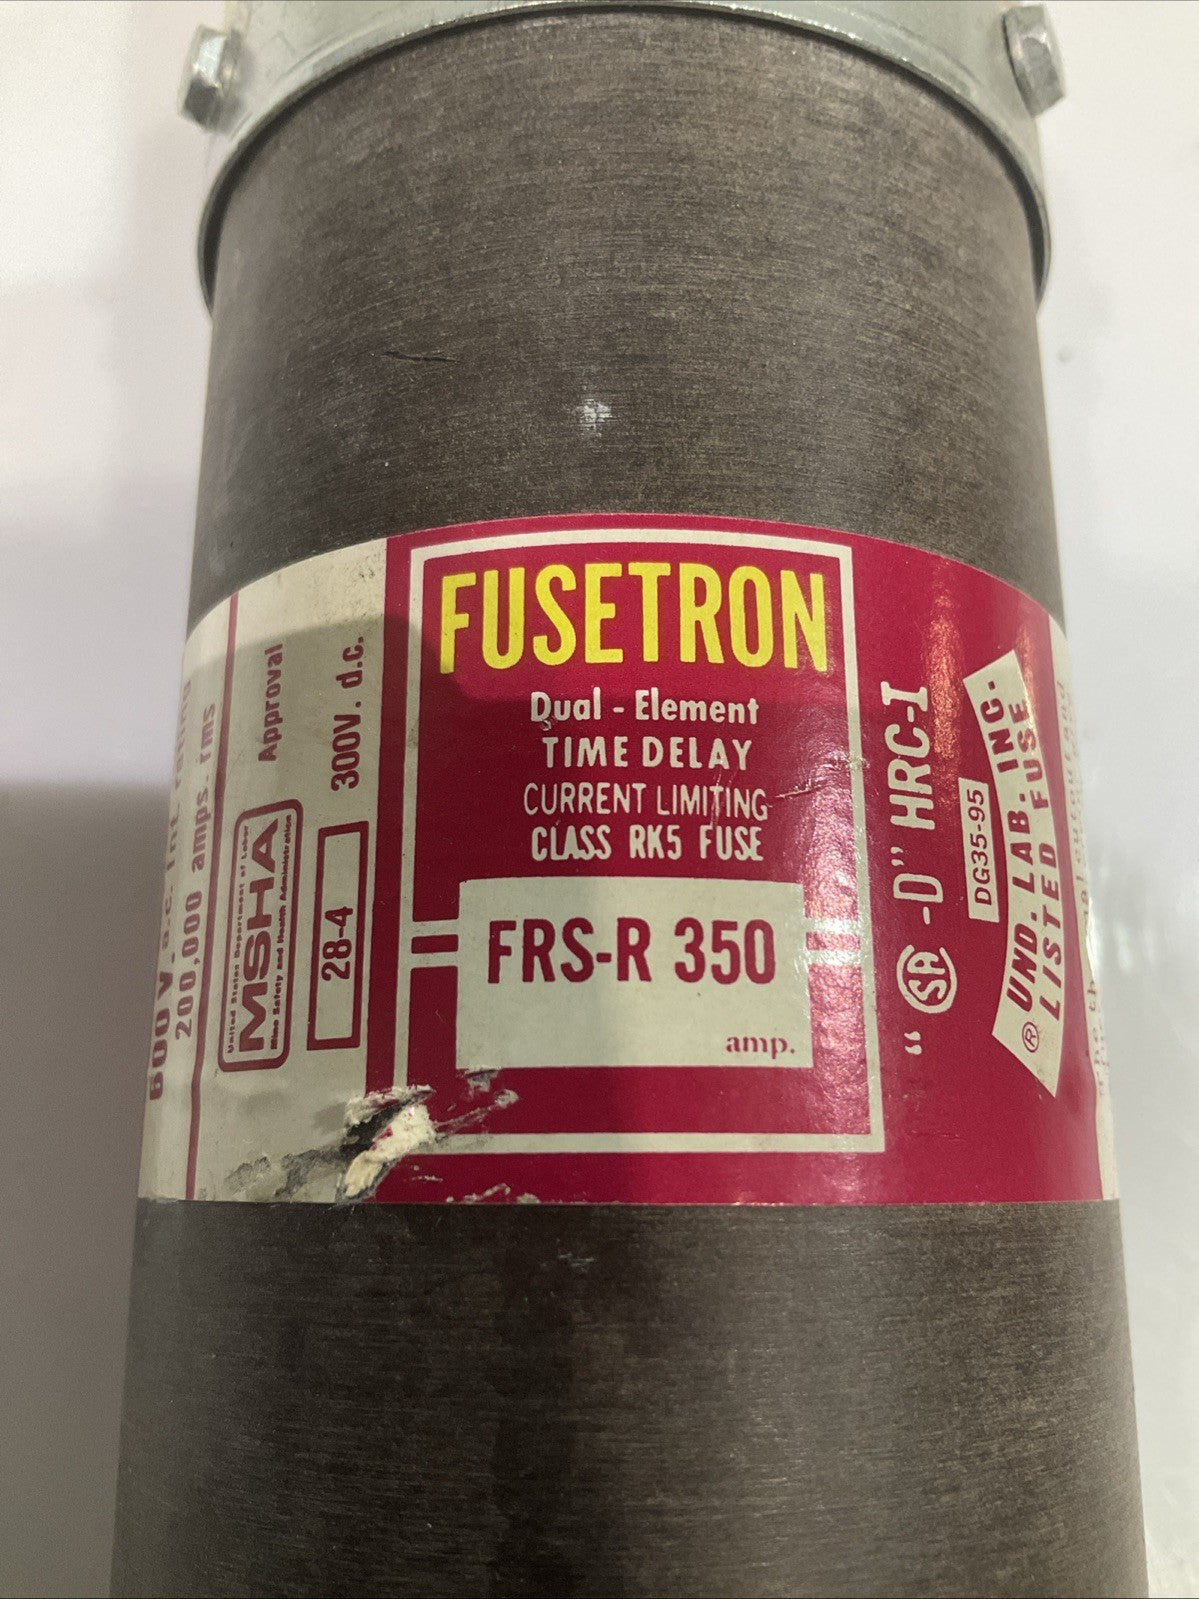 FUSETRON
Dual - Element
TIME DELAY
CURRENT LIMITING
CLASS RK5 FUSE
FRS-R 350
amp.
600 V. a.c. Int.
200,000 amps. rms
United States Department of Labor
MSHA
Mine Safety and Health Administration
Approval
28-4
300V. d.c.
" SA -D" HRC-I
DG35-95
® UND. LAB. INC.
LISTED FUSE